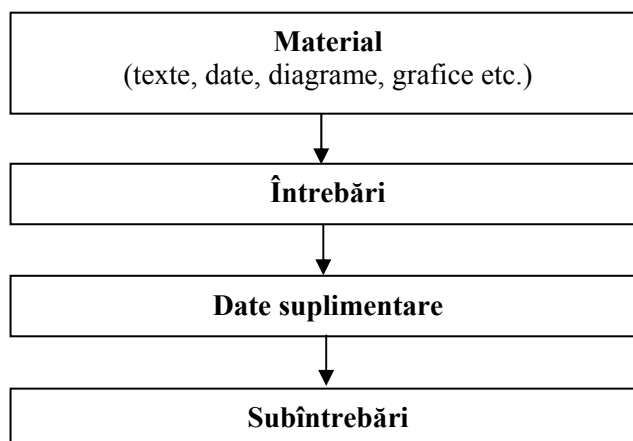 Material
(texte, date, diagrame, grafice etc.)
Întrebări
Date suplimentare
Subîntrebări